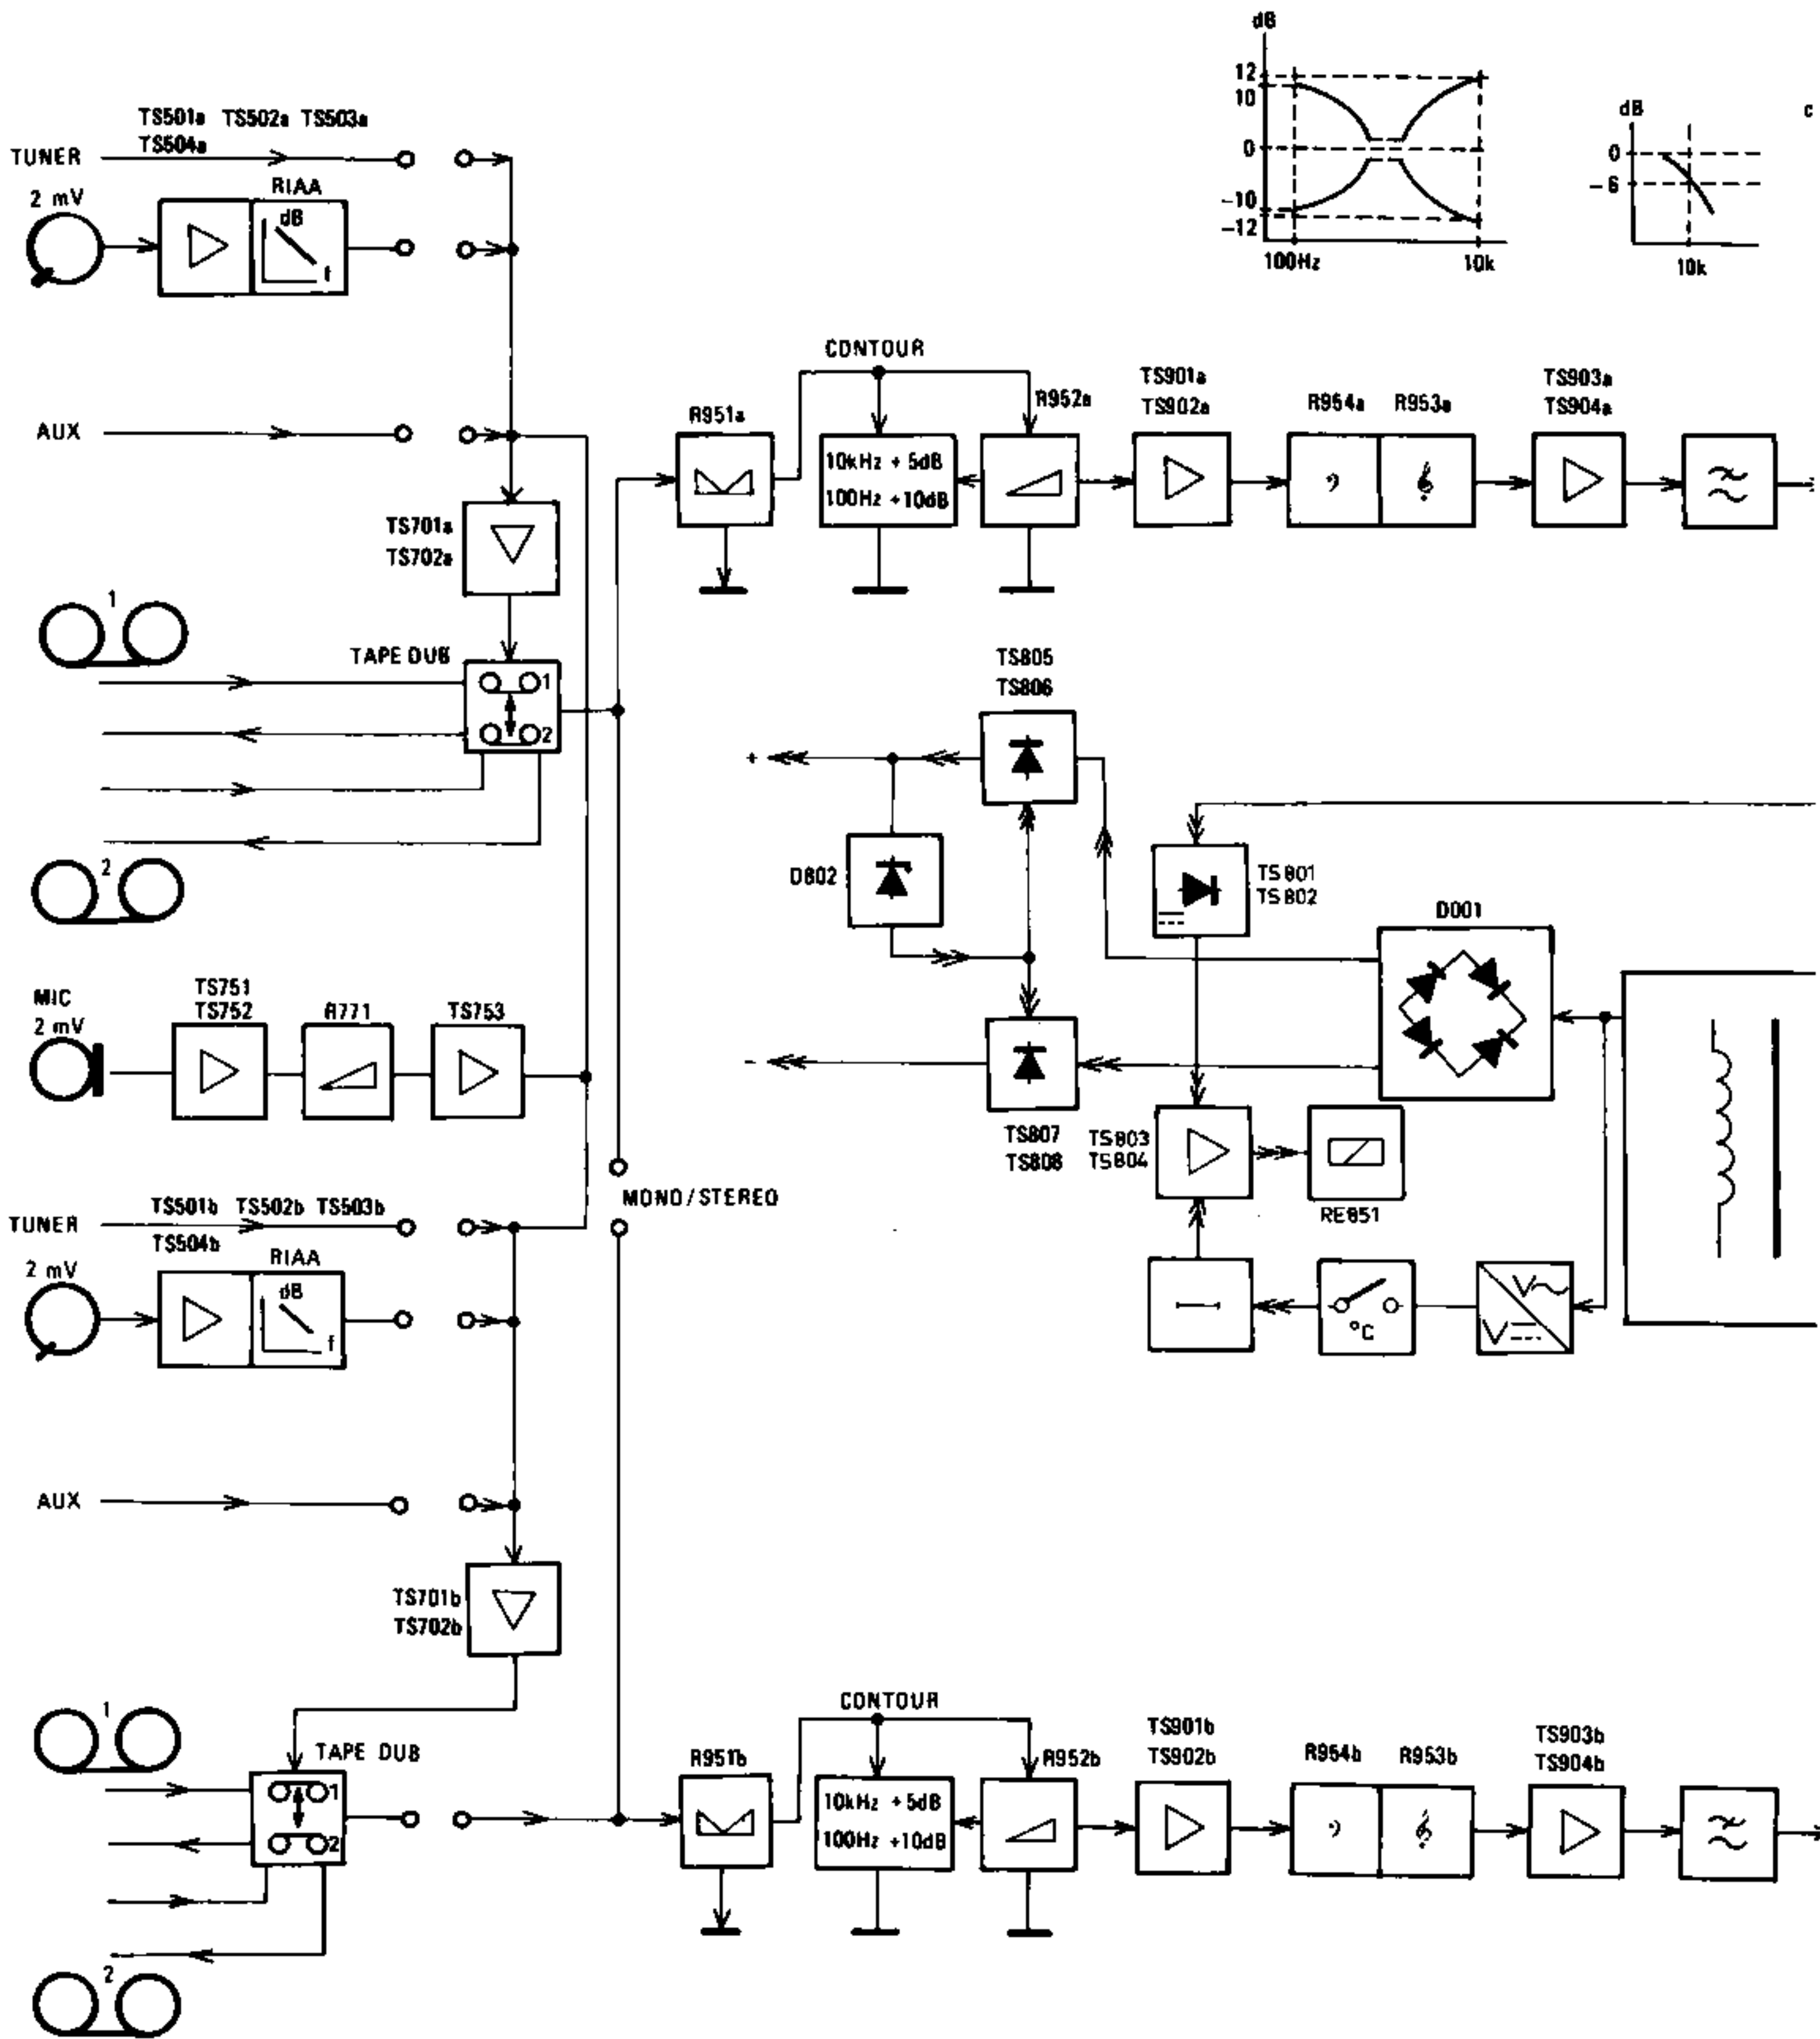 dB
12
10
0
-10
-12
100Hz
10k
dB
0
-6
10k
c
TS501a TS502a TS503a
TS504a
TUNER
2 mV
RIAA
dB
f
AUX
TS701a
TS702a
1
TAPE DUB
1
2
2
CONTOUR
R951a
10kHz + 5dB
100Hz +10dB
R952a
TS901a
TS902a
R954a
R953a
TS903a
TS904a
TS805
TS806
+
D802
TS801
TS802
D001
MIC
2 mV
TS751
TS752
R771
TS753
-
TS807
TS808
TS803
TS804
RE851
MONO/STEREO
°C
V
V
TS501b TS502b TS503b
TS504b
TUNER
2 mV
RIAA
dB
f
AUX
TS701b
TS702b
1
TAPE DUB
1
2
2
CONTOUR
R951b
10kHz + 5dB
100Hz +10dB
R952b
TS901b
TS902b
R954b
R953b
TS903b
TS904b